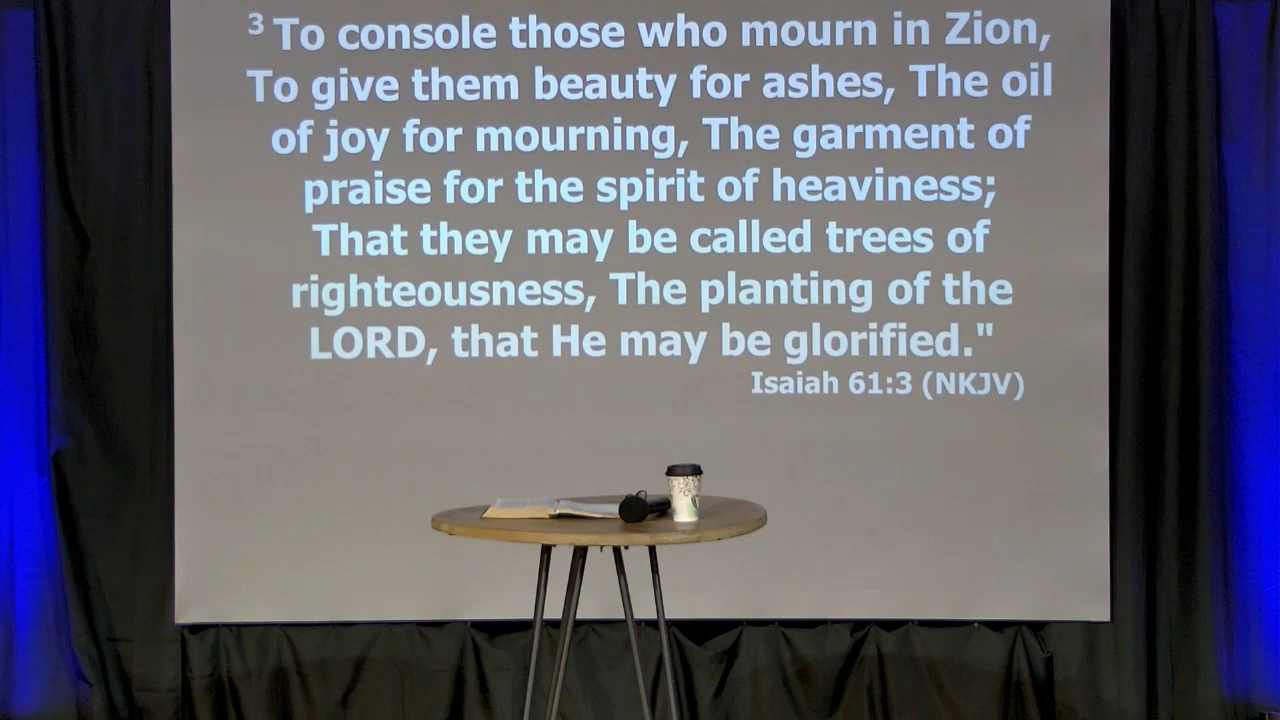 3 To console those who mourn in Zion,
To give them beauty for ashes, The oil
of joy for mourning, The garment of
praise for the spirit of heaviness;
That they may be called trees of
righteousness, The planting of the
LORD, that He may be glorified."
Isaiah 61:3 (NKJV)